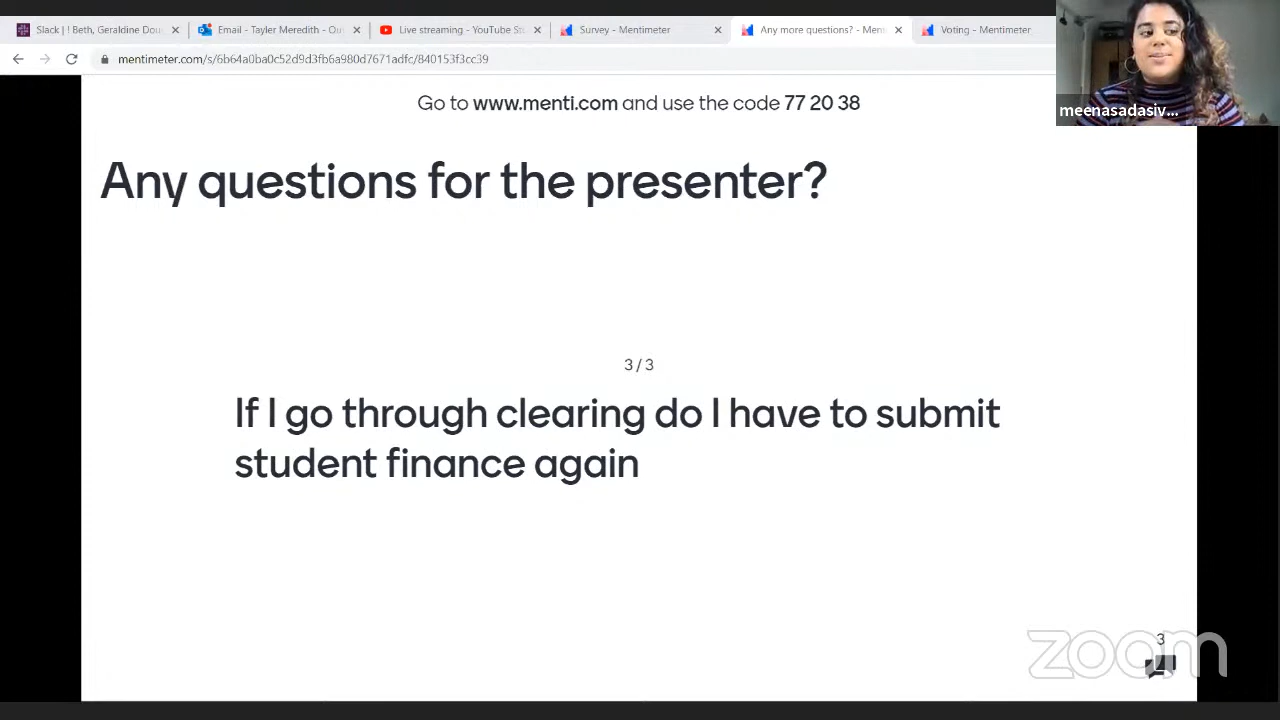 Slack | ! Beth, Geraldine Dou
Email - Tayler Meredith - Ou
Live streaming - YouTube St
Survey - Mentimeter
Any more questions? - Men
Voting - Mentimeter
mentimeter.com/s/6b64a0ba0c52d9d3fb6a980d7671adfc/840153f3cc39
Go to www.menti.com and use the code 77 20 38
meenasadasiv...
Any questions for the presenter?
3 / 3
If I go through clearing do I have to submit
student finance again
3
zoom